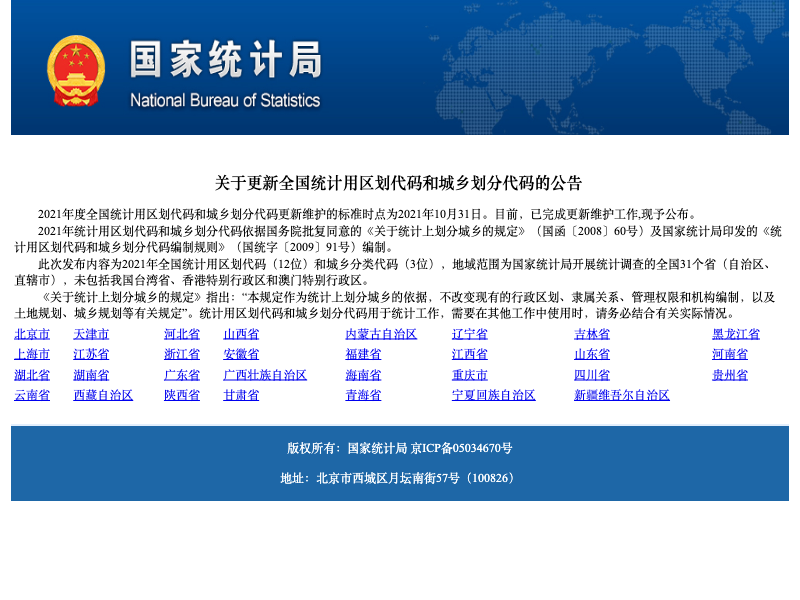 国家统计局
National Bureau of Statistics
关于更新全国统计用区划代码和城乡划分代码的公告
2021年度全国统计用区划代码和城乡划分代码更新维护的标准时点为2021年10月31日。目前，已完成更新维护工作,现予公布。
2021年统计用区划代码和城乡划分代码依据国务院批复同意的《关于统计上划分城乡的规定》（国函〔2008〕60号）及国家统计局印发的《统
计用区划代码和城乡划分代码编制规则》（国统字〔2009〕91号）编制。
此次发布内容为2021年全国统计用区划代码（12位）和城乡分类代码（3位），地域范围为国家统计局开展统计调查的全国31个省（自治区、
直辖市），未包括我国台湾省、香港特别行政区和澳门特别行政区。
《关于统计上划分城乡的规定》指出：“本规定作为统计上划分城乡的依据，不改变现有的行政区划、隶属关系、管理权限和机构编制，以及
土地规划、城乡规划等有关规定”。统计用区划代码和城乡划分代码用于统计工作，需要在其他工作中使用时，请务必结合有关实际情况。
北京市 天津市 河北省 山西省 内蒙古自治区 辽宁省 吉林省 黑龙江省
上海市 江苏省 浙江省 安徽省 福建省 江西省 山东省 河南省
湖北省 湖南省 广东省 广西壮族自治区 海南省 重庆市 四川省 贵州省
云南省 西藏自治区 陕西省 甘肃省 青海省 宁夏回族自治区 新疆维吾尔自治区
版权所有：国家统计局 京ICP备05034670号
地址：北京市西城区月坛南街57号（100826）